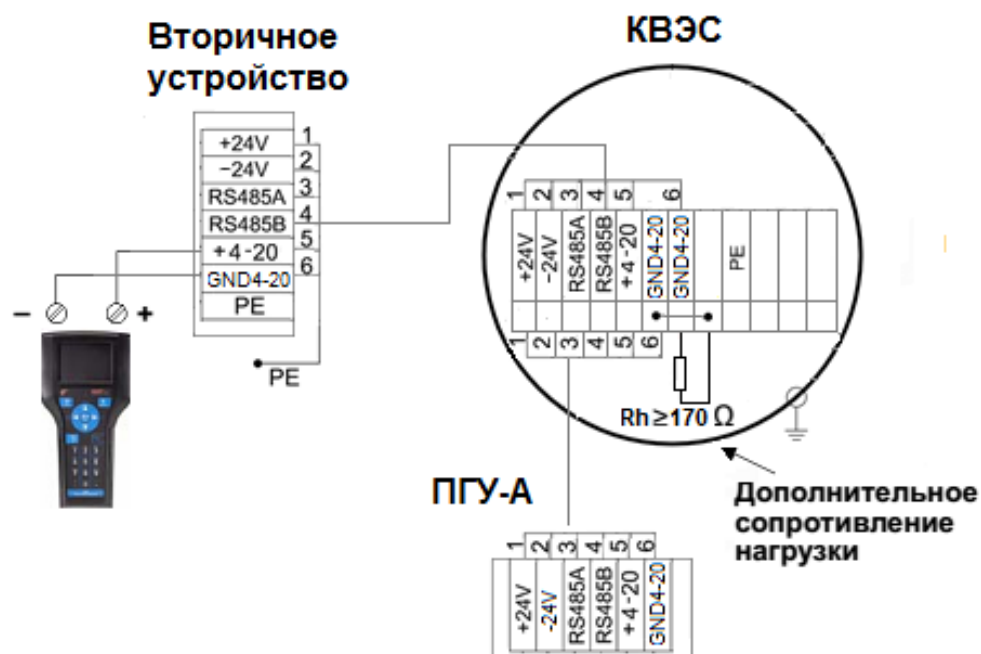 Вторичное
устройство
КВЭС
+24V 1
−24V 2
RS485A 3
RS485B 4
+4-20 5
GND4-20 6
PE
PE
− +
1 2 3 4 5 6
+24V
−24V
RS485A
RS485B
+4-20
GND4-20
GND4-20
PE
1 2 3 4 5 6
Rh≥170 Ω
ПГУ-А
Дополнительное
сопротивление
нагрузки
1 2 3 4 5 6
+24V
-24V
RS485A
RS485B
+4-20
GND4-20